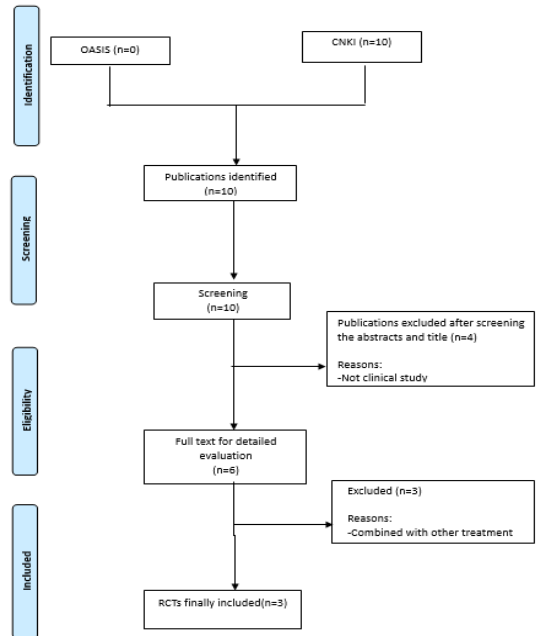 Identification
OASIS (n=0)
CNKI (n=10)
Publications identified
(n=10)
Screening
Screening
(n=10)
Publications excluded after screening
the abstracts and title (n=4)
Reasons:
-Not clinical study
Eligibility
Full text for detailed
evaluation
(n=6)
Excluded (n=3)
Reasons:
-Combined with other treatment
Included
RCTs finally included(n=3)